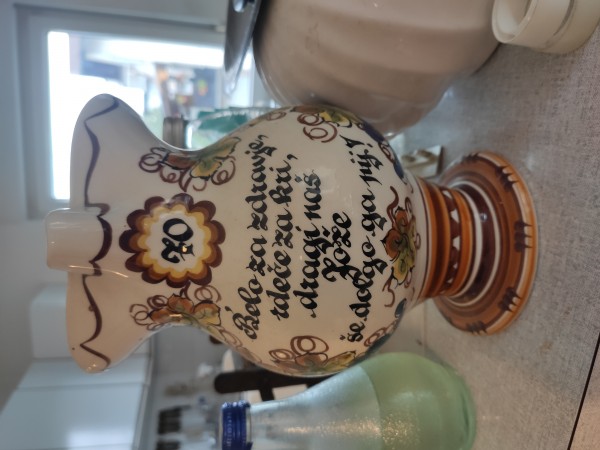 70
Belo za zdravje,
rdeče za kri,
dragi naš
Jože
še dolgo ga pij.!